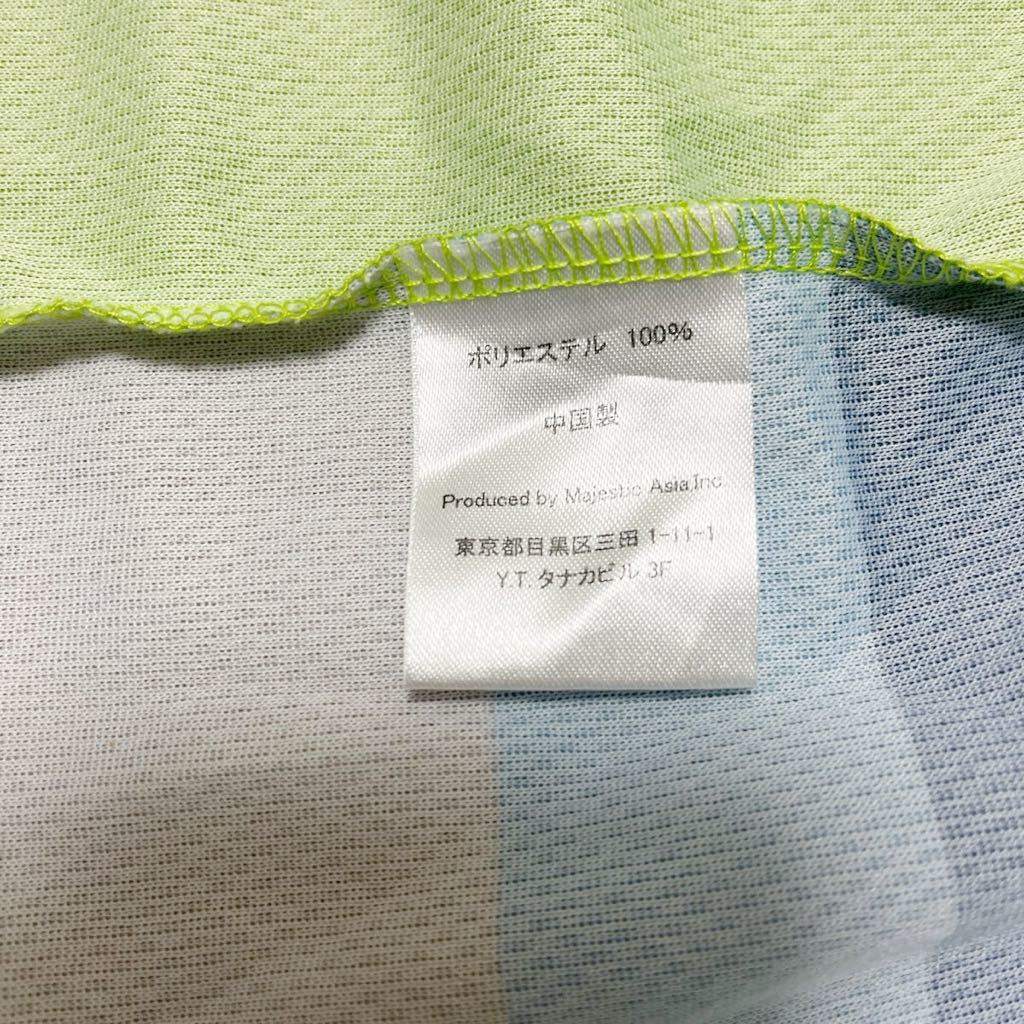 ポリエステル 100%
中国製
Produced by Majestic Asia,Inc
東京都目黒区三田 1-11-1
Y.T. タナカビル 3F